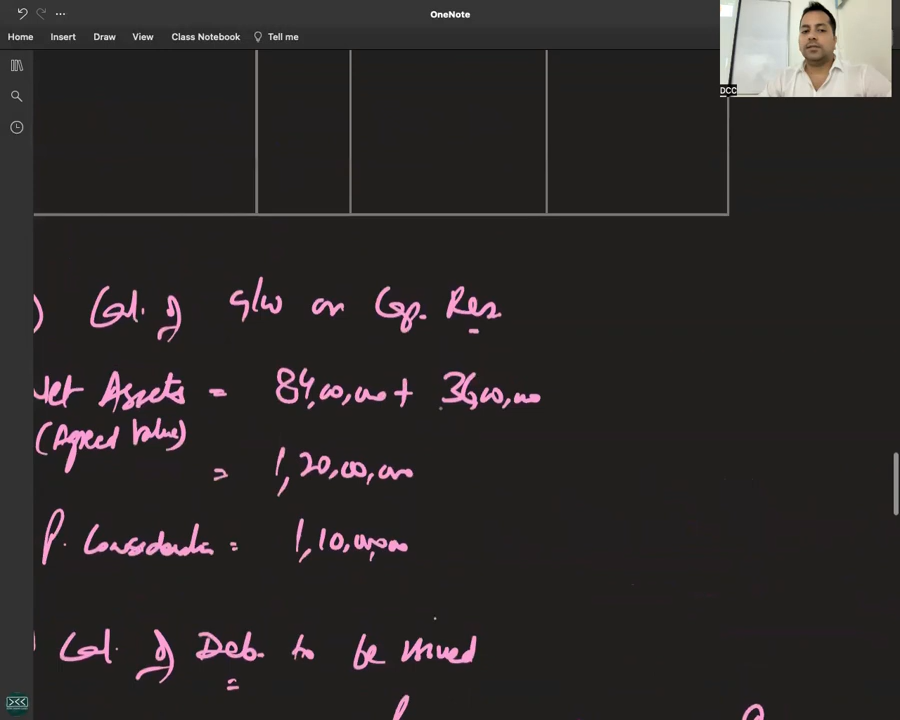 OneNote
Home Insert Draw View Class Notebook Tell me
DCC
) Cal. of G/W or Cap. Res
Net Assets = 84,00,000 + 36,00,000
(Agreed Value)
= 1,20,00,000
P. Consideration = 1,10,00,000
) Cal. of Deb. to be issued